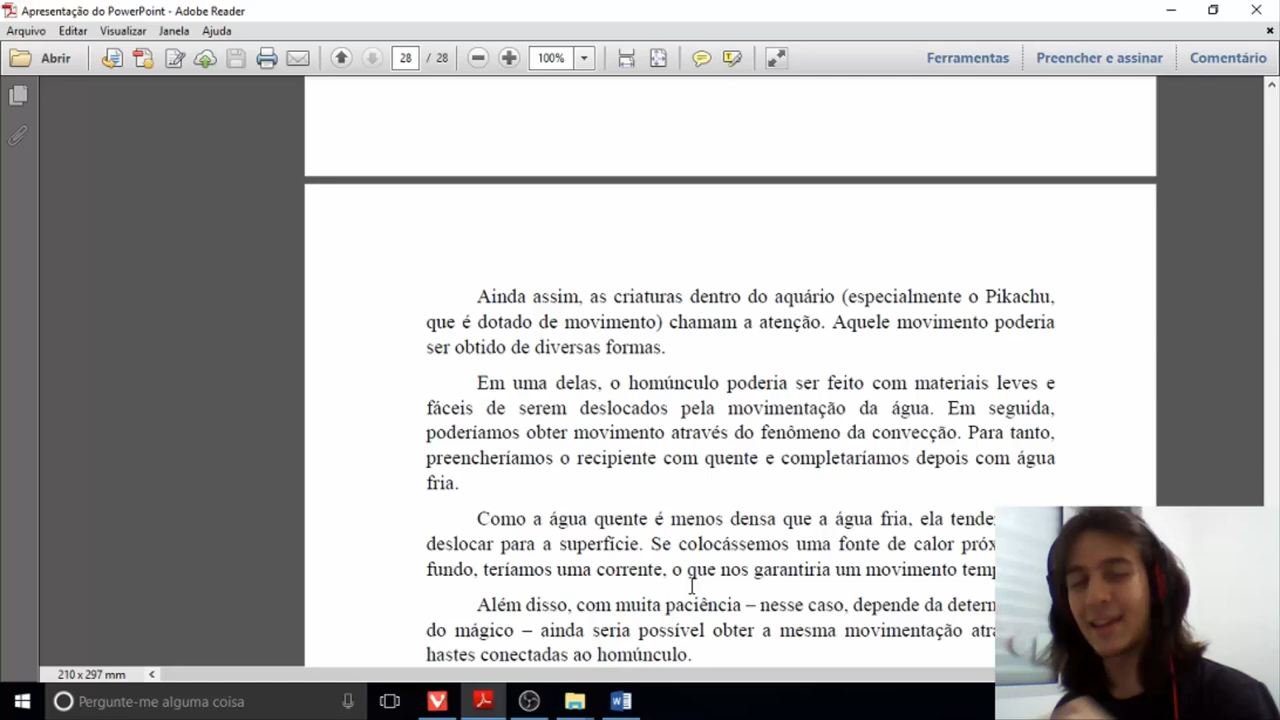 Apresentação do PowerPoint - Adobe Reader
Arquivo Editar Visualizar Janela Ajuda
Abrir 28 / 28 100% Ferramentas Preencher e assinar Comentário
Ainda assim, as criaturas dentro do aquário (especialmente o Pikachu,
que é dotado de movimento) chamam a atenção. Aquele movimento poderia
ser obtido de diversas formas.
Em uma delas, o homúnculo poderia ser feito com materiais leves e
fáceis de serem deslocados pela movimentação da água. Em seguida,
poderíamos obter movimento através do fenômeno da convecção. Para tanto,
preencheríamos o recipiente com quente e completaríamos depois com água
fria.
Como a água quente é menos densa que a água fria, ela tende
deslocar para a superfície. Se colocássemos uma fonte de calor próx
fundo, teríamos uma corrente, o que nos garantiria um movimento temp
Além disso, com muita paciência – nesse caso, depende da determ
do mágico – ainda seria possível obter a mesma movimentação atra
hastes conectadas ao homúnculo.
210 x 297 mm
Pergunte-me alguma coisa